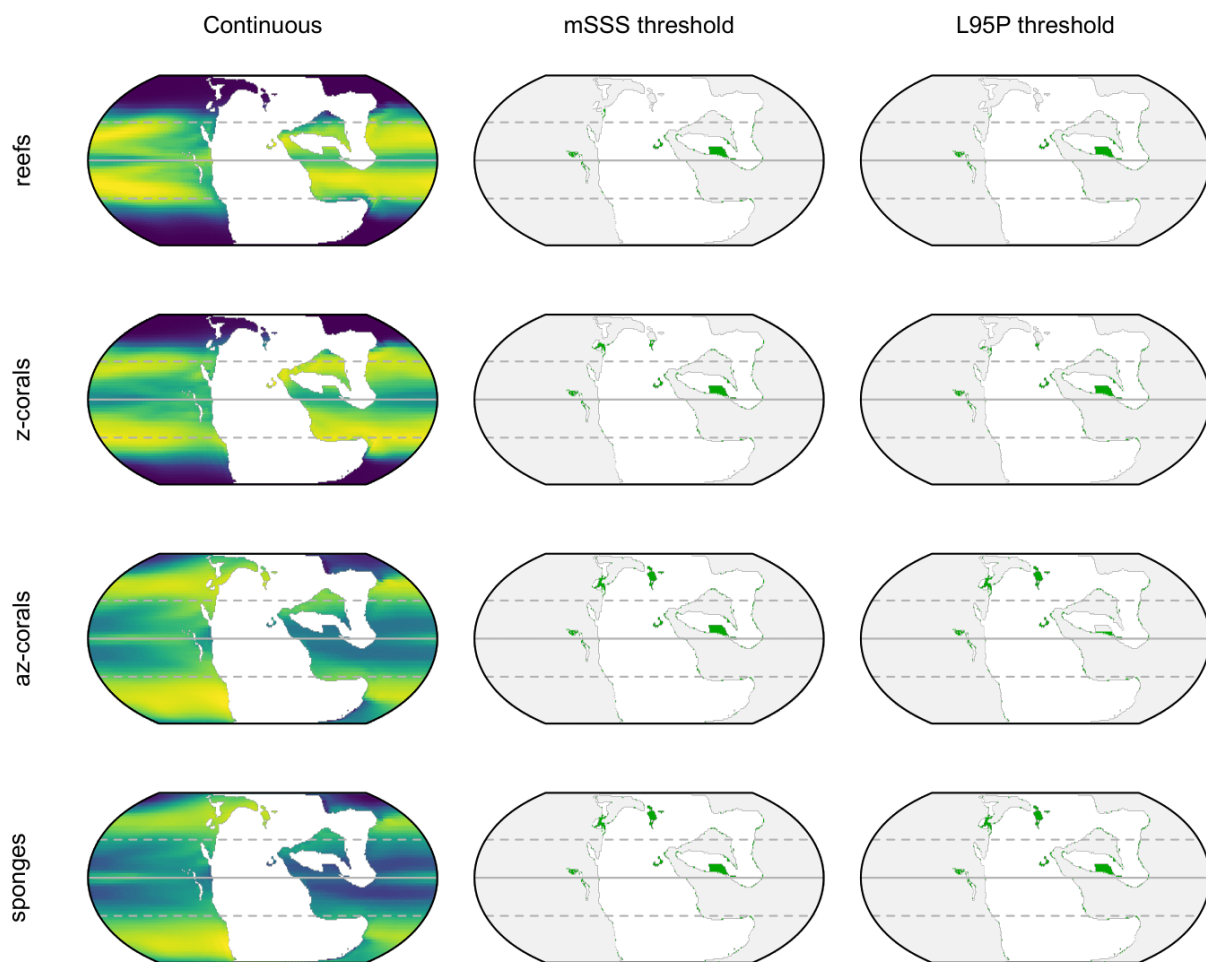 Continuous
mSSS threshold
L95P threshold
reefs
z-corals
az-corals
sponges